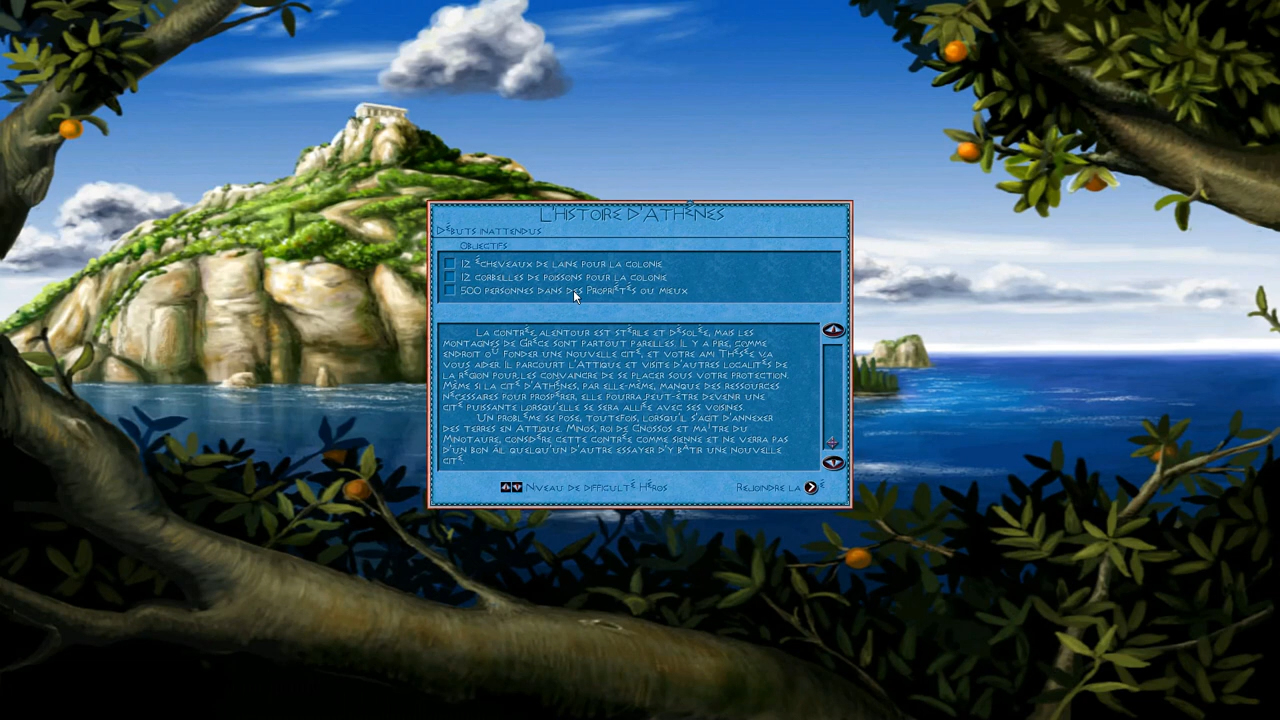 L'HISTOIRE D'ATHÉNES
DÉBUTS INATTENDUS
OBJECTIFS
12 ÉCHEVEAUX DE LAINE POUR LA COLONIE
12 CORBELLES DE POISSONS POUR LA COLONIE
500 PERSONNES DANS DES PROPRIÉTÉS OU MIEUX
LA CONTRÉE ALENTOUR EST STÉRILE ET DÉSOLÉE, MAIS LES
MONTAGNES DE GRÈCE SONT PARTOUT PAREILLES. IL Y A PIRE, COMME
ENDROIT OÙ FONDER UNE NOUVELLE CITÉ, ET VOTRE AMI THÉSÉE VA
VOUS AIDER. IL PARCOURT L'ATTIQUE ET VISITE D'AUTRES LOCALITÉS DE
LA RÉGION POUR LES CONVAINCRE DE SE PLACER SOUS VOTRE PROTECTION.
MÊME SI LA CITÉ D'ATHÈNES, PAR ELLE-MÊME, MANQUE DES RESSOURCES
NÉCESSAIRES POUR PROSPÉRER, ELLE POURRA PEUT-ÊTRE DEVENIR UNE
CITÉ PUISSANTE LORSQU'ELLE SE SERA ALLIÉE AVEC SES VOISINES.
UN PROBLÈME SE POSE, TOUTEFOIS, LORSQU'IL S'AGIT D'ANNEXER
DES TERRES EN ATTIQUE. MINOS, ROI DE CNOSSOS ET MAÎTRE DU
MINOTAURE, CONSIDÈRE CETTE CONTRÉE COMME SIENNE ET NE VERRA PAS
D'UN BON ŒIL QUELQU'UN D'AUTRE ESSAYER D'Y BÂTIR UNE NOUVELLE
CITÉ.
NIVEAU DE DIFFICULTÉ HÉROS
REJOINDRE LA